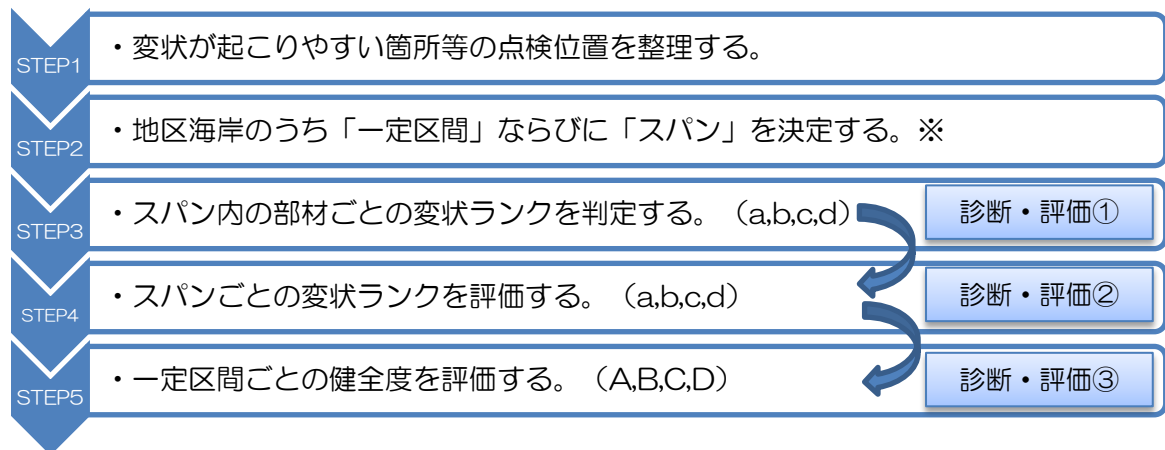 STEP1
・変状が起こりやすい箇所等の点検位置を整理する。
STEP2
・地区海岸のうち「一定区間」ならびに「スパン」を決定する。※
STEP3
・スパン内の部材ごとの変状ランクを判定する。（a,b,c,d）
診断・評価①
STEP4
・スパンごとの変状ランクを評価する。（a,b,c,d）
診断・評価②
STEP5
・一定区間ごとの健全度を評価する。（A,B,C,D）
診断・評価③